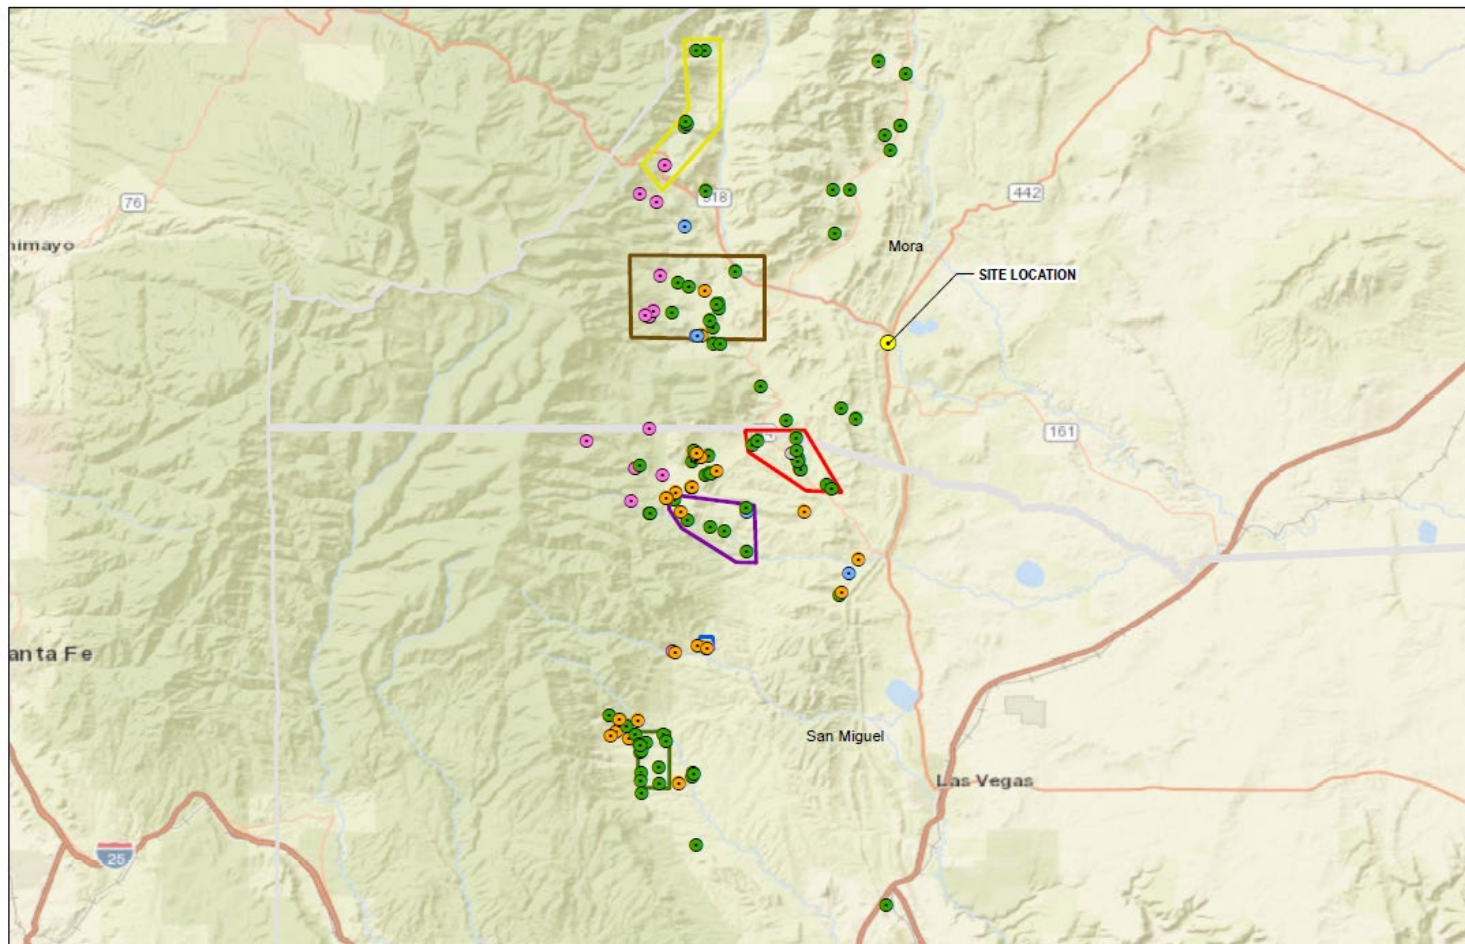 76
518
442
himayo
Mora
SITE LOCATION
161
anta Fe
San Miguel
Las Vegas
25